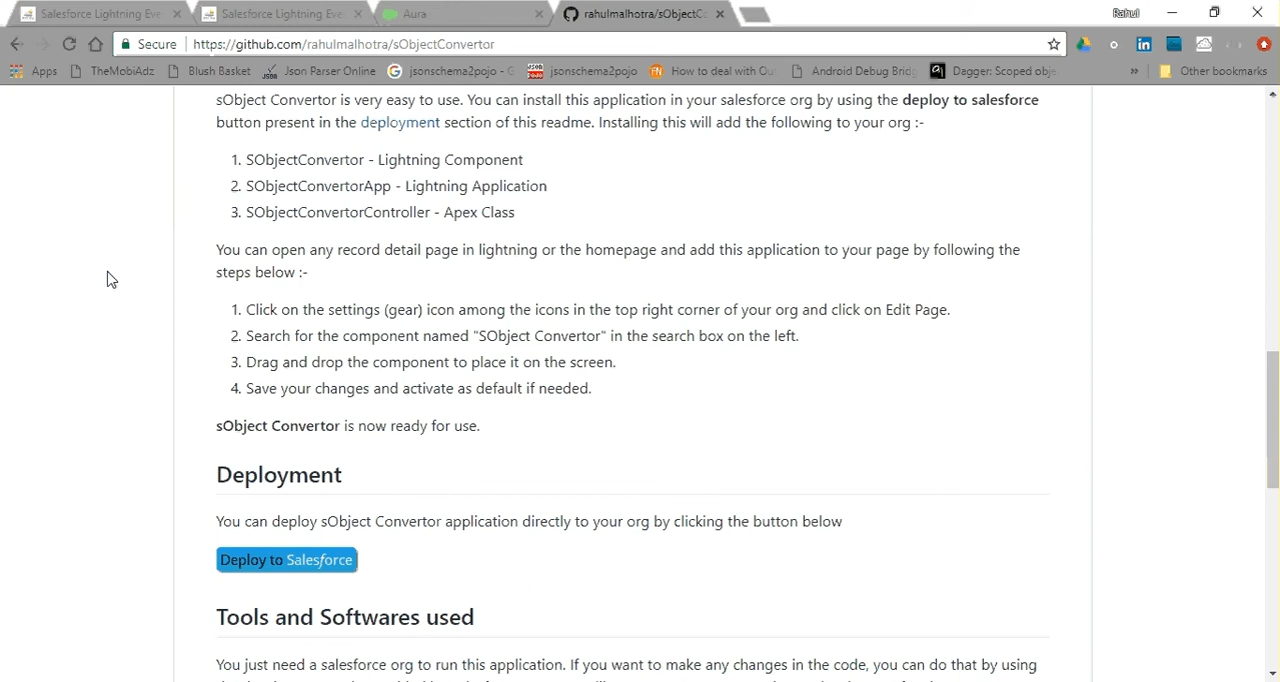 Salesforce Lightning Eve
Salesforce Lightning Eve
Aura
rahulmalhotra/sObjectCo
Rahul
Secure
https://github.com/rahulmalhotra/sObjectConvertor
Apps
TheMobiAdz
Blush Basket
Json Parser Online
jsonschema2pojo - G
jsonschema2pojo
How to deal with Ou
Android Debug Bridg
Dagger: Scoped obje
»
Other bookmarks
sObject Convertor is very easy to use. You can install this application in your salesforce org by using the deploy to salesforce
button present in the deployment section of this readme. Installing this will add the following to your org :-
1. SObjectConvertor - Lightning Component
2. SObjectConvertorApp - Lightning Application
3. SObjectConvertorController - Apex Class
You can open any record detail page in lightning or the homepage and add this application to your page by following the
steps below :-
1. Click on the settings (gear) icon among the icons in the top right corner of your org and click on Edit Page.
2. Search for the component named "SObject Convertor" in the search box on the left.
3. Drag and drop the component to place it on the screen.
4. Save your changes and activate as default if needed.
sObject Convertor is now ready for use.
Deployment
You can deploy sObject Convertor application directly to your org by clicking the button below
Deploy to Salesforce
Tools and Softwares used
You just need a salesforce org to run this application. If you want to make any changes in the code, you can do that by using